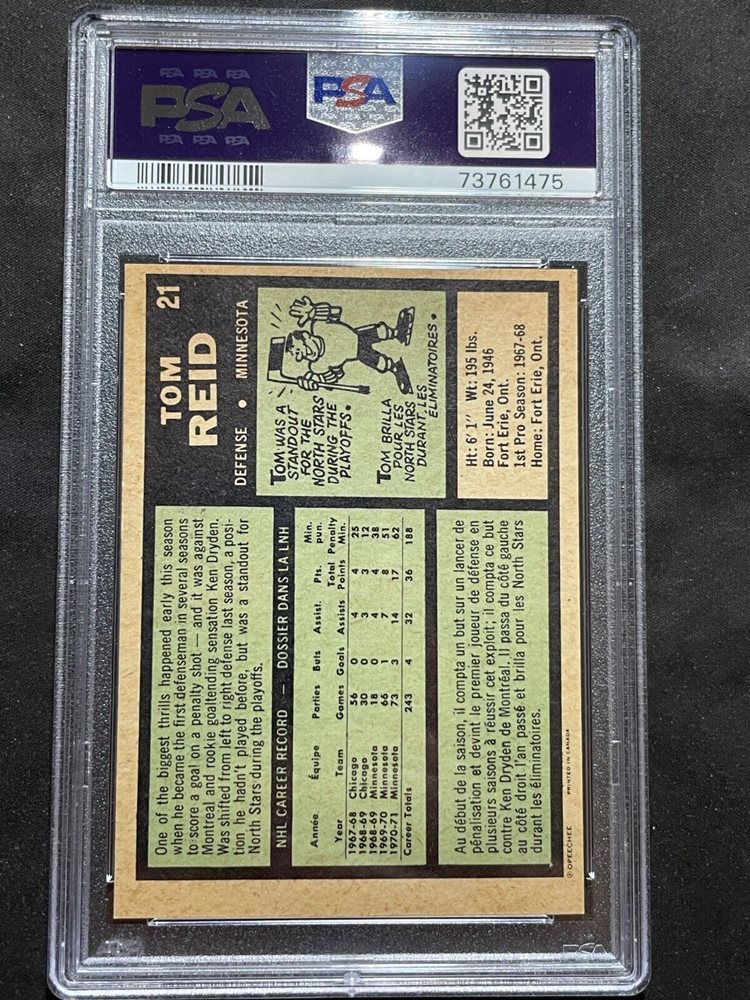 PSA PSA PSA
PSA
PSA PSA PSA
PSA
73761475
TOM
REID
21
DEFENSE • MINNESOTA
One of the biggest thrills happened early this season
when he became the first defenseman in several seasons
to score a goal on a penalty shot — and it was against
Montreal and rookie goaltending sensation Ken Dryden.
Was shifted from left to right defense last season, a posi-
tion he hadn't played before, but was a standout for
North Stars during the playoffs.
TOM WAS A
STANDOUT
FOR THE
NORTH STARS
DURING THE
PLAYOFFS.
TOM BRILLA
POUR LES
NORTH STARS
DURANT LES
ÉLIMINATOIRES.
NHL CAREER RECORD — DOSSIER DANS LA LNH
Année Équipe Parties Buts Assist. Pts. Min. pun.
Year Team Games Goals Assists Total Points Penalty Min.
1967-68 Chicago 56 0 4 4 25
1968-69 Chicago 30 0 3 3 12
1968-69 Minnesota 18 0 4 4 38
1969-70 Minnesota 66 1 7 8 51
1970-71 Minnesota 73 3 14 17 62
Career Totals 243 4 32 36 188
Ht: 6' 1" Wt: 195 lbs.
Born: June 24, 1946
Fort Erie, Ont.
1st Pro Season: 1967-68
Home: Fort Erie, Ont.
Au début de la saison, il compta un but sur un lancer de
pénalisation et devint le premier joueur de défense en
plusieurs saisons à réussir cet exploit; il compta ce but
contre Ken Dryden de Montréal. Il passa du côté gauche
au côté droit l'an passé et brilla pour les North Stars
durant les éliminatoires.
© OPEECHEE PRINTED IN CANADA
PSA